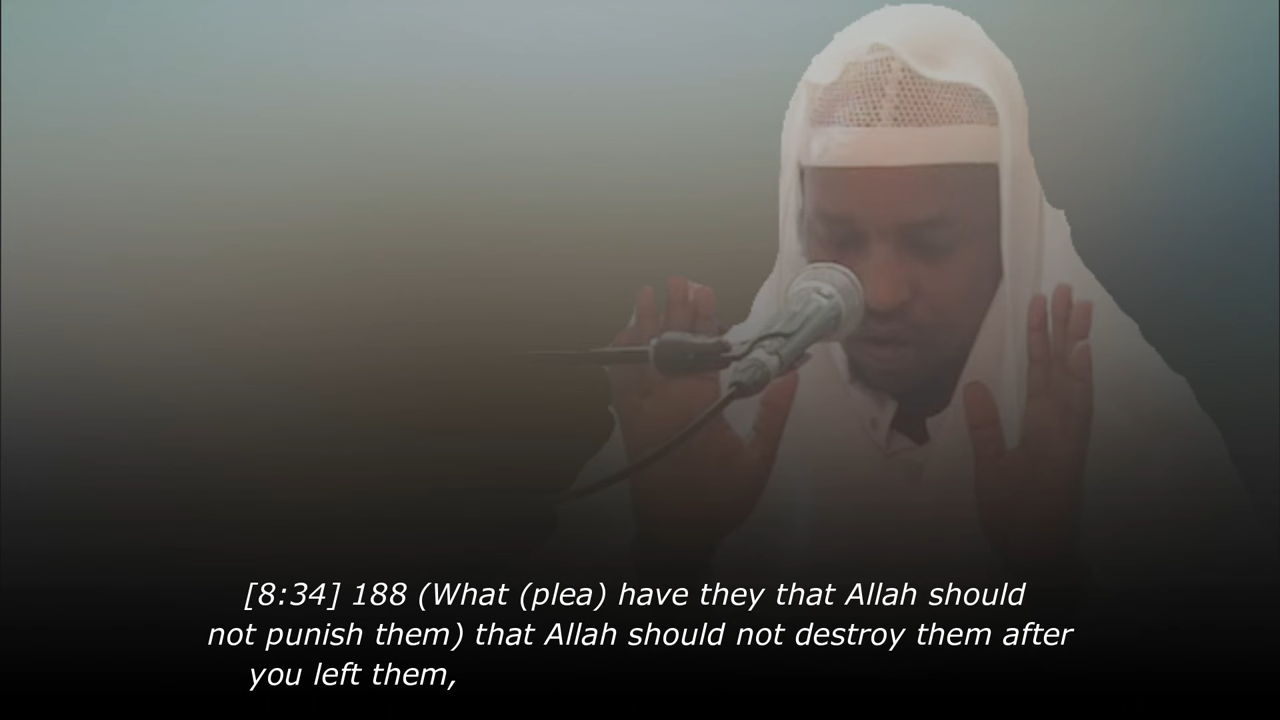 [8:34] 188 (What (plea) have they that Allah should
not punish them) that Allah should not destroy them after
you left them,